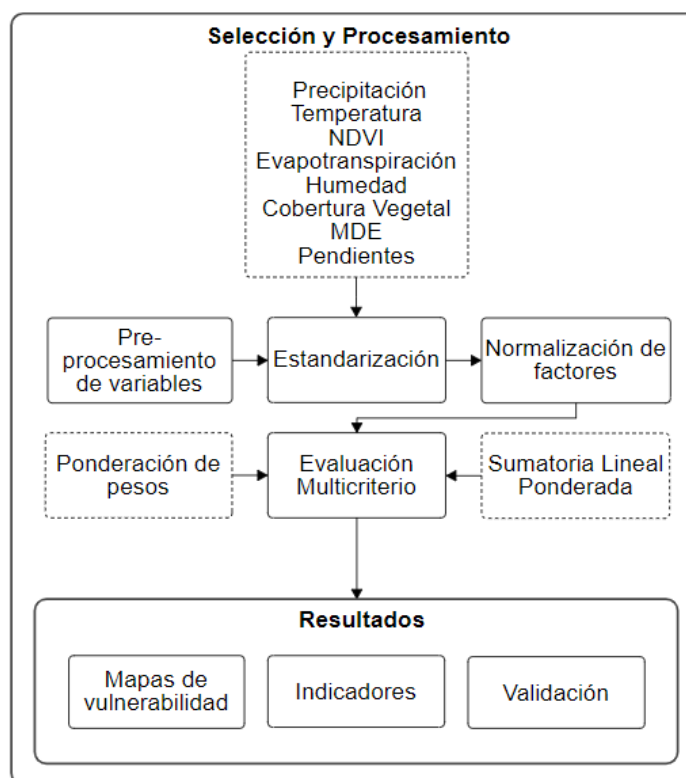 Selección y Procesamiento
Precipitación
Temperatura
NDVI
Evapotranspiración
Humedad
Cobertura Vegetal
MDE
Pendientes
Pre-
procesamiento
de variables
Estandarización
Normalización de
factores
Ponderación de
pesos
Evaluación
Multicriterio
Sumatoria Lineal
Ponderada
Resultados
Mapas de
vulnerabilidad
Indicadores
Validación